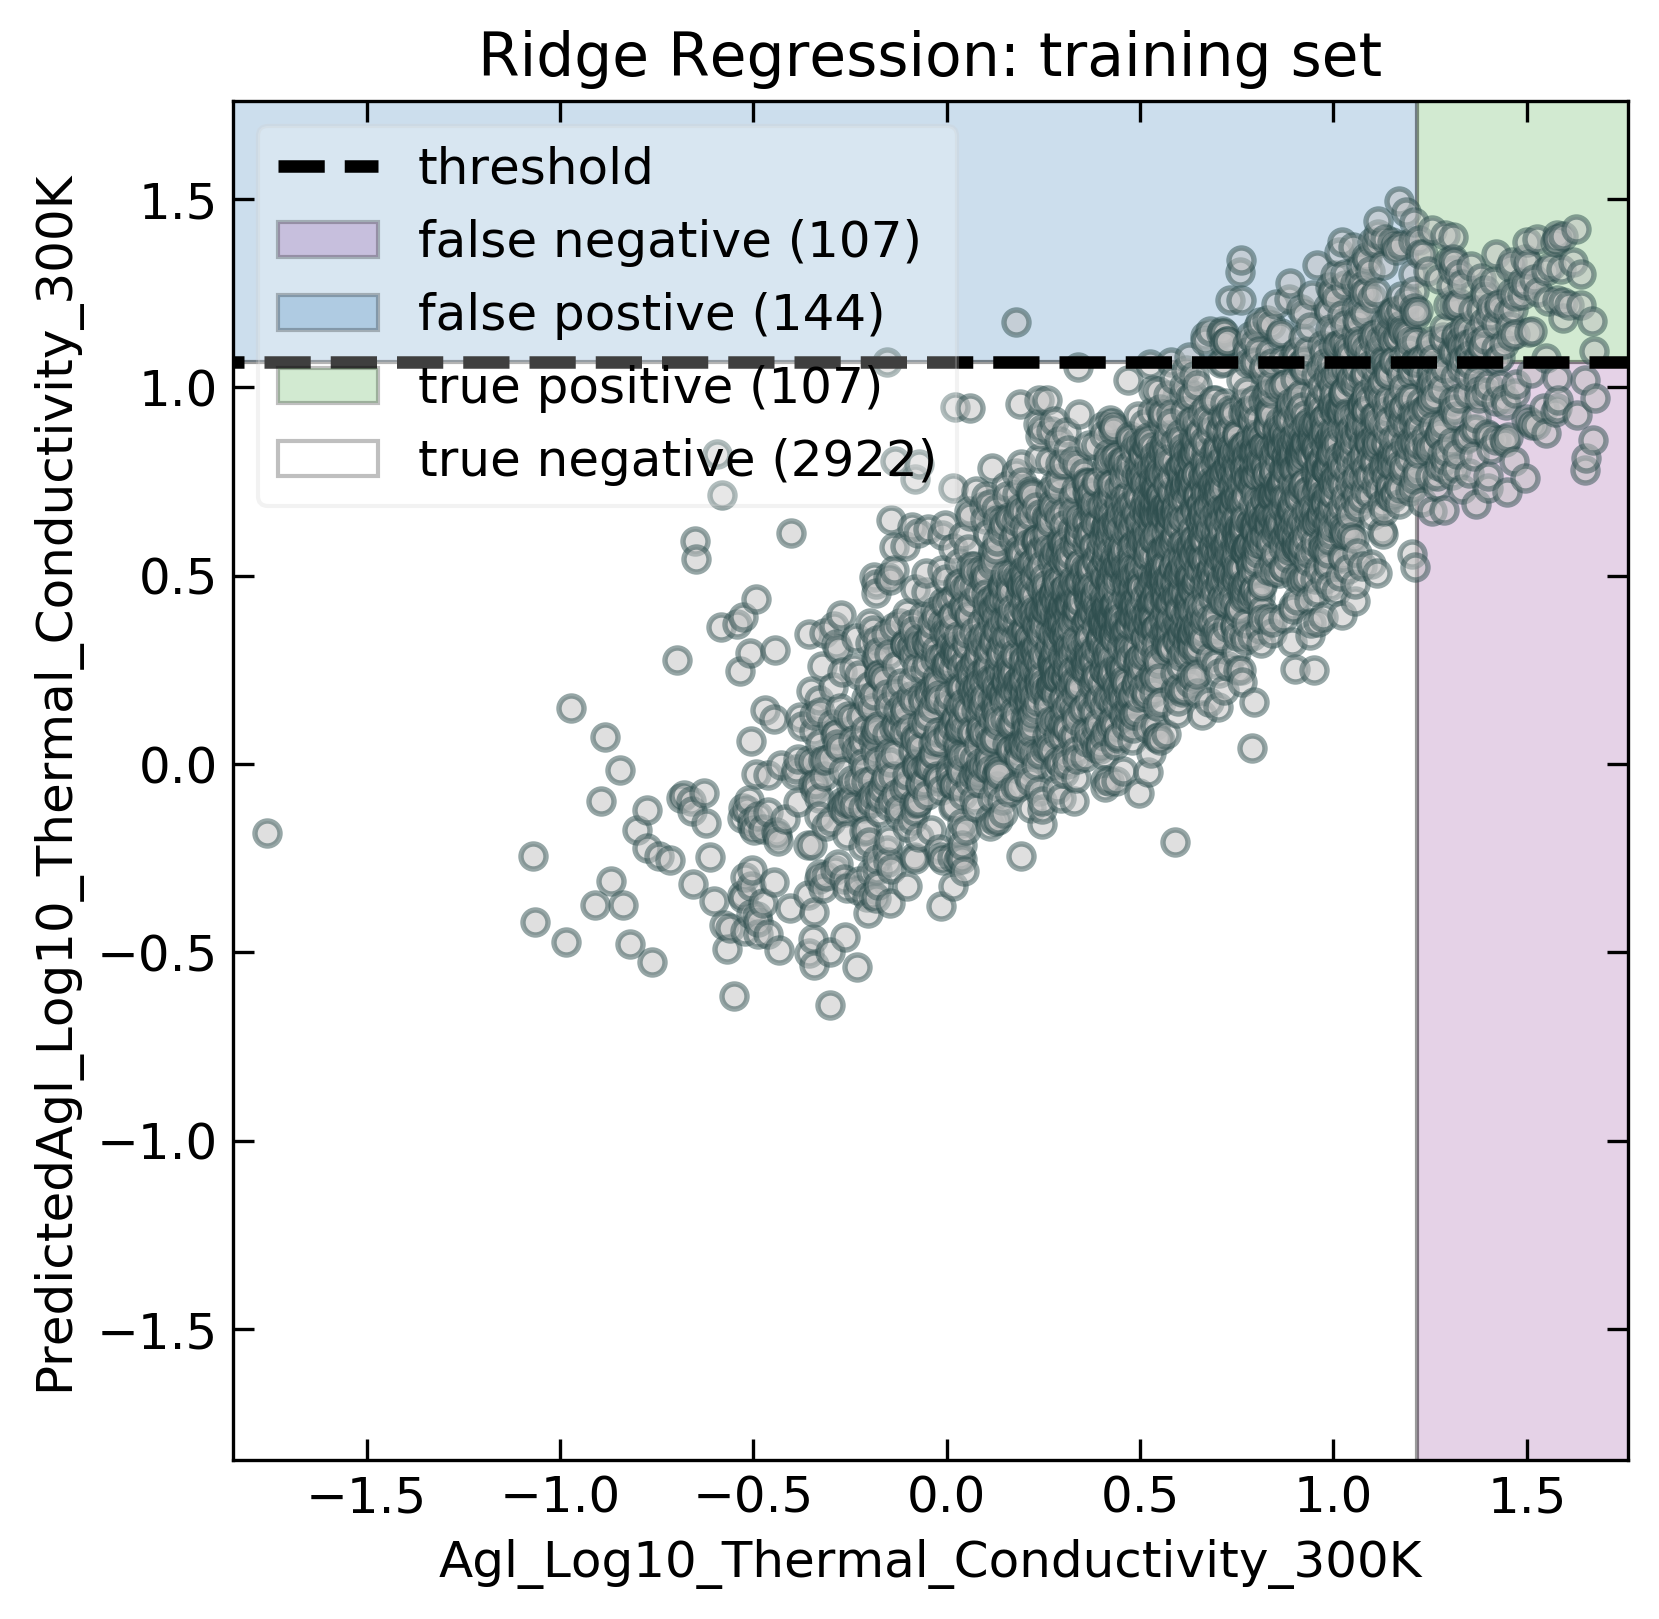 Ridge Regression: training set
threshold
false negative (107)
false postive (144)
true positive (107)
true negative (2922)
PredictedAgl_Log10_Thermal_Conductivity_300K
1.5
1.0
0.5
0.0
−0.5
−1.0
−1.5
−1.5 −1.0 −0.5 0.0 0.5 1.0 1.5
Agl_Log10_Thermal_Conductivity_300K